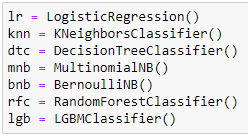 lr = LogisticRegression()
knn = KNeighborsClassifier()
dtc = DecisionTreeClassifier()
mnb = MultinomialNB()
bnb = BernoulliNB()
rfc = RandomForestClassifier()
lgb = LGBMClassifier()